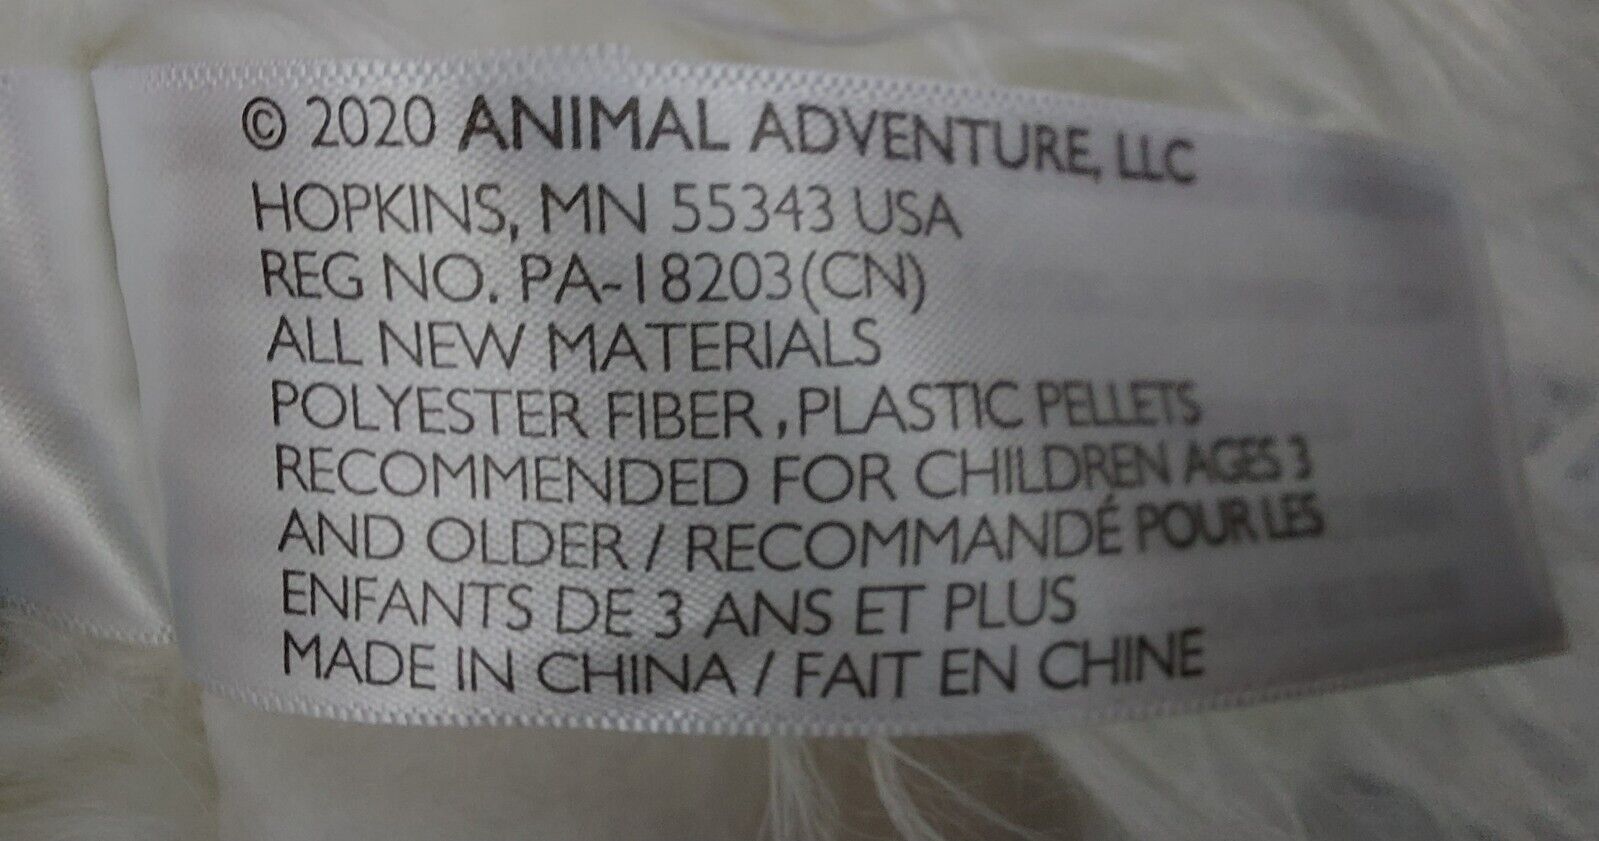 © 2020 ANIMAL ADVENTURE, LLC
HOPKINS, MN 55343 USA
REG NO. PA-18203(CN)
ALL NEW MATERIALS
POLYESTER FIBER, PLASTIC PELLETS
RECOMMENDED FOR CHILDREN AGES 3
AND OLDER / RECOMMANDÉ POUR LES
ENFANTS DE 3 ANS ET PLUS
MADE IN CHINA / FAIT EN CHINE